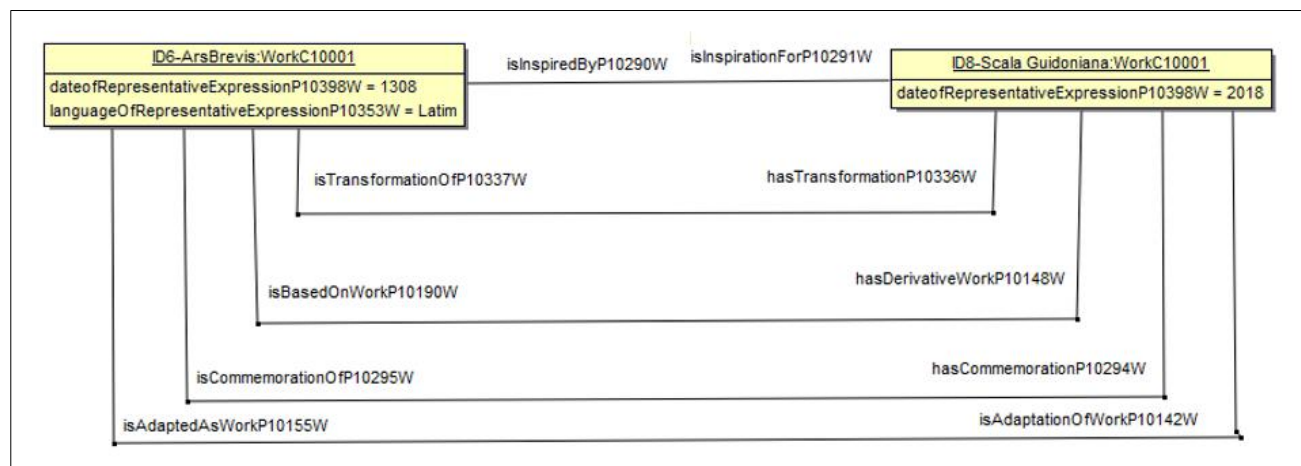 ID6-ArsBrevis:WorkC10001
dateofRepresentativeExpressionP10398W = 1308
languageOfRepresentativeExpressionP10353W = Latim
isInspiredByP10290W
isInspirationForP10291W
ID8-Scala Guidoniana:WorkC10001
dateofRepresentativeExpressionP10398W = 2018
isTransformationOfP10337W
hasTransformationP10336W
isBasedOnWorkP10190W
hasDerivativeWorkP10148W
isCommemorationOfP10295W
hasCommemorationP10294W
isAdaptedAsWorkP10155W
isAdaptationOfWorkP10142W